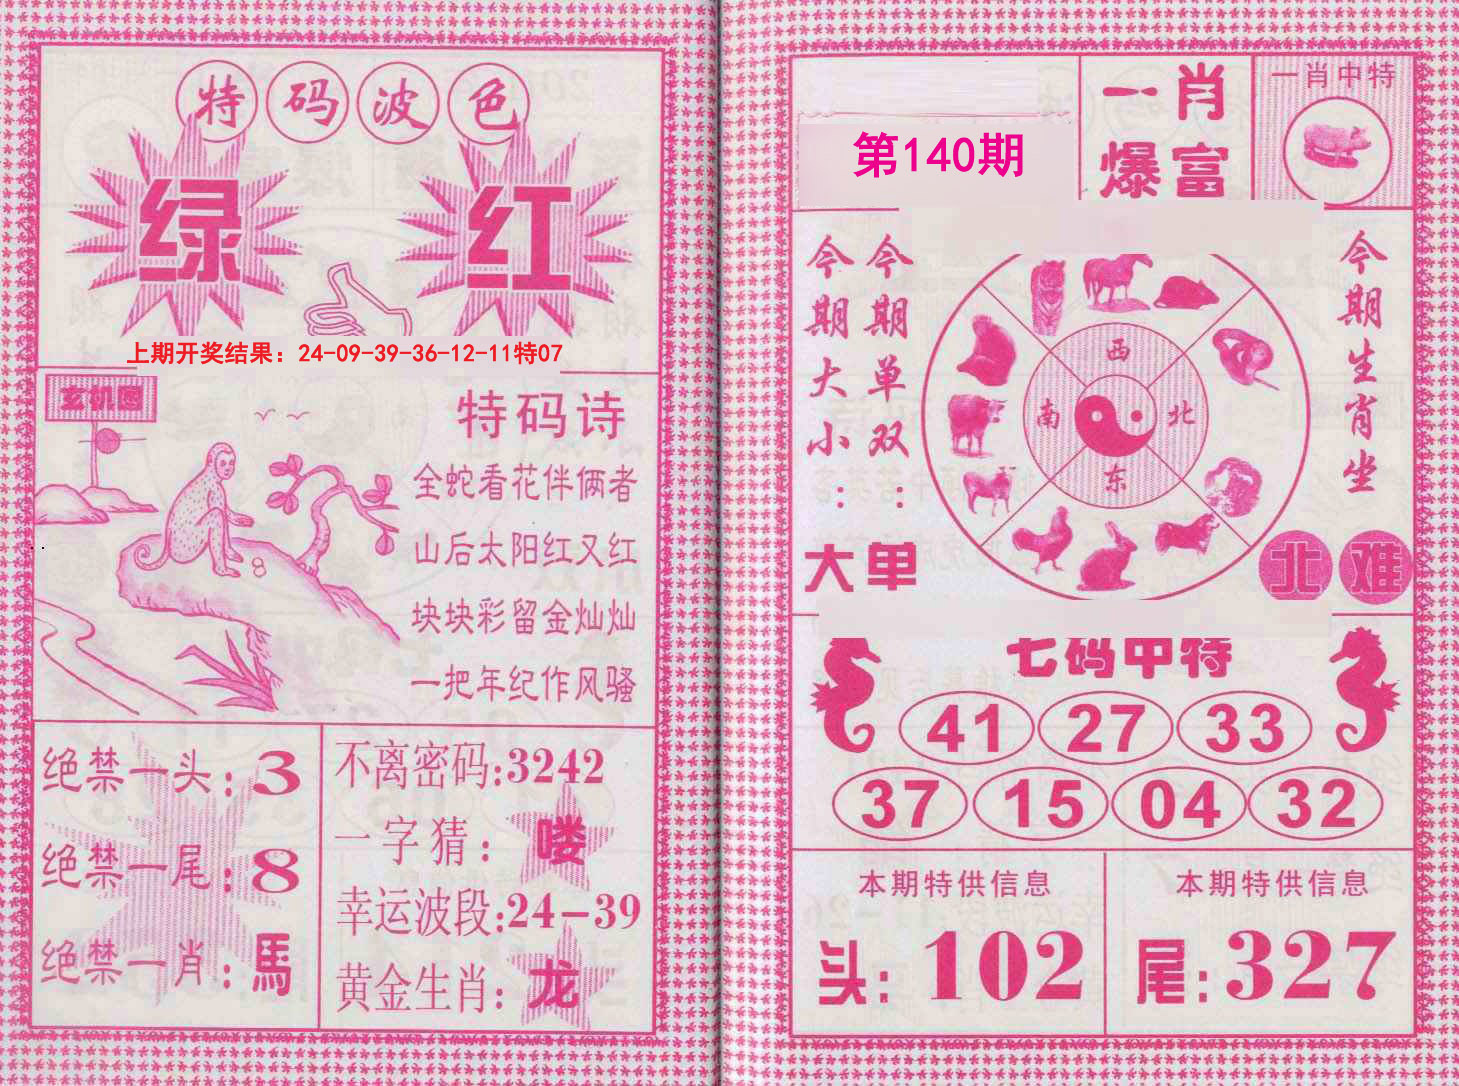 特码波色
绿 红
上期开奖结果：24-09-39-36-12-11特07
玄机图
特码诗
全蛇看花伴俩者
山后太阳红又红
块块彩留金灿灿
一把年纪作风骚
8
绝禁一头:3
绝禁一尾:8
绝禁一肖:馬
不离密码:3242
一字猜:喽
幸运波段:24-39
黄金生肖:龙
第140期
一肖
爆富
一肖中特
今期大小:大
今期单双:单
西
南 北
东
今期生肖坐
北 难
七码中特
41 27 33
37 15 04 32
本期特供信息
头:102
本期特供信息
尾:327